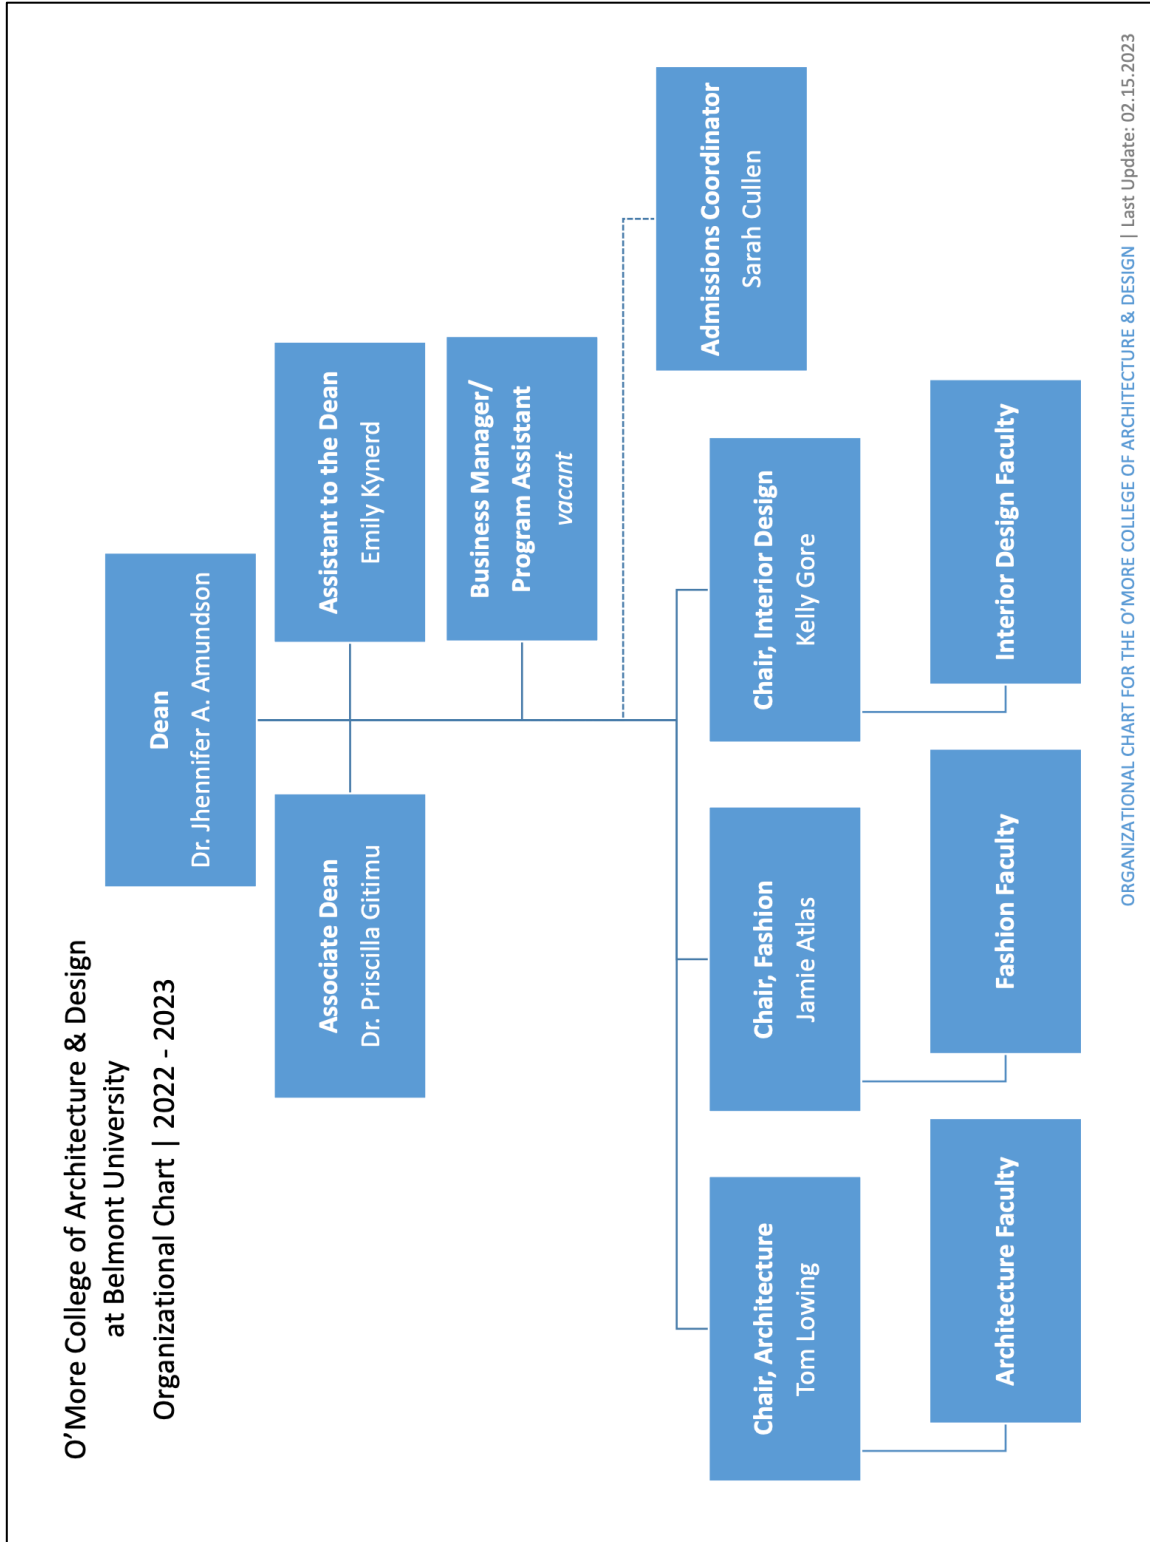 O’More College of Architecture & Design
at Belmont University
Organizational Chart | 2022 - 2023
Dean
Dr. Jhennifer A. Amundson
Associate Dean
Dr. Priscilla Gitimu
Assistant to the Dean
Emily Kynerd
Business Manager/
Program Assistant
vacant
Admissions Coordinator
Sarah Cullen
Chair, Architecture
Tom Lowing
Chair, Fashion
Jamie Atlas
Chair, Interior Design
Kelly Gore
Architecture Faculty
Fashion Faculty
Interior Design Faculty
ORGANIZATIONAL CHART FOR THE O’MORE COLLEGE OF ARCHITECTURE & DESIGN | Last Update: 02.15.2023